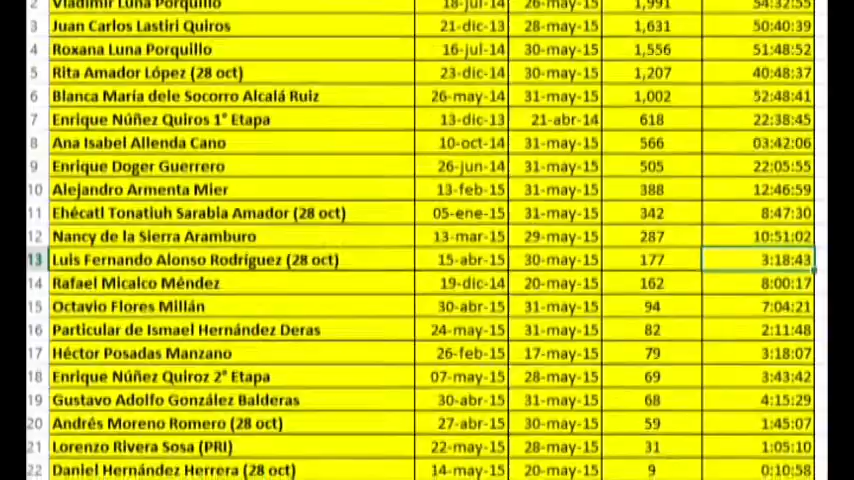 2 Vladimir Luna Porquillo 18-jul-14 26-may-15 1,991 54:32:55
3 Juan Carlos Lastiri Quiros 21-dic-13 28-may-15 1,631 50:40:39
4 Roxana Luna Porquillo 16-jul-14 30-may-15 1,556 51:48:52
5 Rita Amador López (28 oct) 23-dic-14 30-may-15 1,207 40:48:37
6 Blanca María dele Socorro Alcalá Ruiz 26-may-14 31-may-15 1,002 52:48:41
7 Enrique Núñez Quiros 1° Etapa 13-dic-13 21-abr-14 618 22:38:45
8 Ana Isabel Allenda Cano 10-oct-14 31-may-15 566 03:42:06
9 Enrique Doger Guerrero 26-jun-14 31-may-15 505 22:05:55
10 Alejandro Armenta Mier 13-feb-15 31-may-15 388 12:46:59
11 Ehécatl Tonatiuh Sarabia Amador (28 oct) 05-ene-15 31-may-15 342 8:47:30
12 Nancy de la Sierra Aramburo 13-mar-15 29-may-15 287 10:51:02
13 Luis Fernando Alonso Rodríguez (28 oct) 15-abr-15 30-may-15 177 3:18:43
14 Rafael Micalco Méndez 19-dic-14 20-may-15 162 8:00:17
15 Octavio Flores Millán 30-abr-15 31-may-15 94 7:04:21
16 Particular de Ismael Hernández Deras 24-may-15 31-may-15 82 2:11:48
17 Héctor Posadas Manzano 26-feb-15 17-may-15 79 3:18:07
18 Enrique Núñez Quiroz 2° Etapa 07-may-15 28-may-15 69 3:43:42
19 Gustavo Adolfo González Balderas 30-abr-15 31-may-15 68 4:15:29
20 Andrés Moreno Romero (28 oct) 27-abr-15 30-may-15 59 1:45:07
21 Lorenzo Rivera Sosa (PRI) 22-may-15 28-may-15 31 1:05:10
22 Daniel Hernández Herrera (28 oct) 14-may-15 20-may-15 9 0:10:58